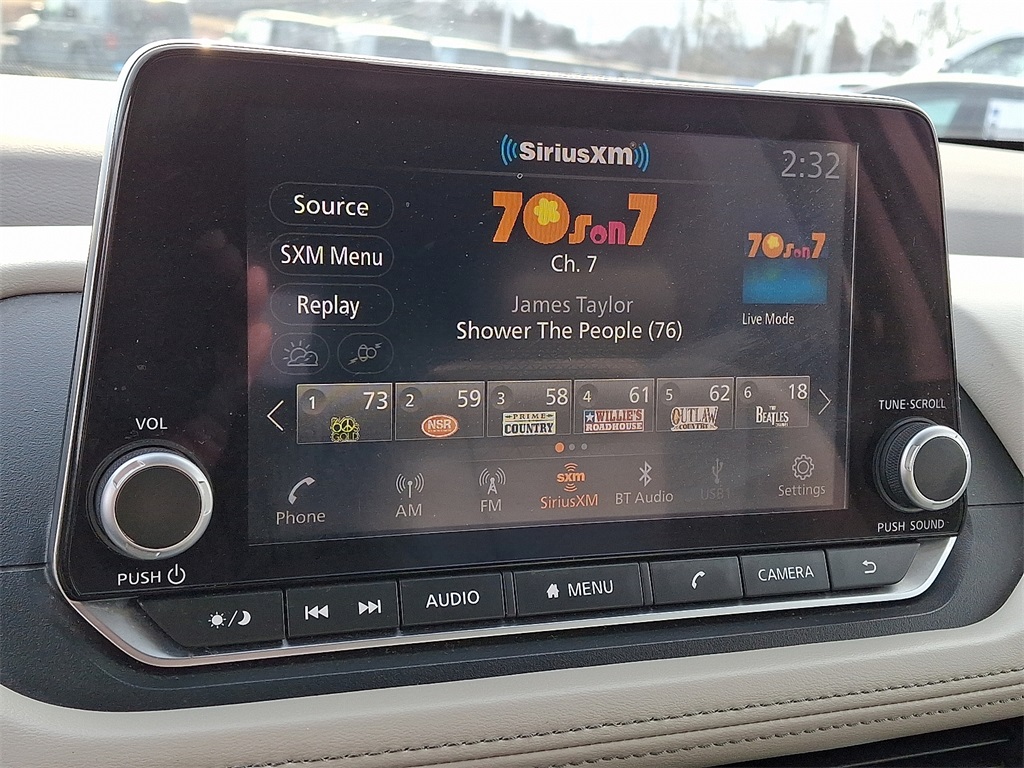 SiriusXM
2:32
Source
SXM Menu
Replay
70s on 7
Ch. 7
James Taylor
Shower The People (76)
70s on 7
Live Mode
1 73
GOLD
2 59
NSR
3 58
PRIME
COUNTRY
4 61
WILLIE'S
ROADHOUSE
5 62
OUTLAW
COUNTRY
6 18
THE
BEATLES
Phone
AM
FM
sxm
SiriusXM
BT Audio
USB1
Settings
VOL
PUSH
TUNE·SCROLL
PUSH SOUND
AUDIO
MENU
CAMERA